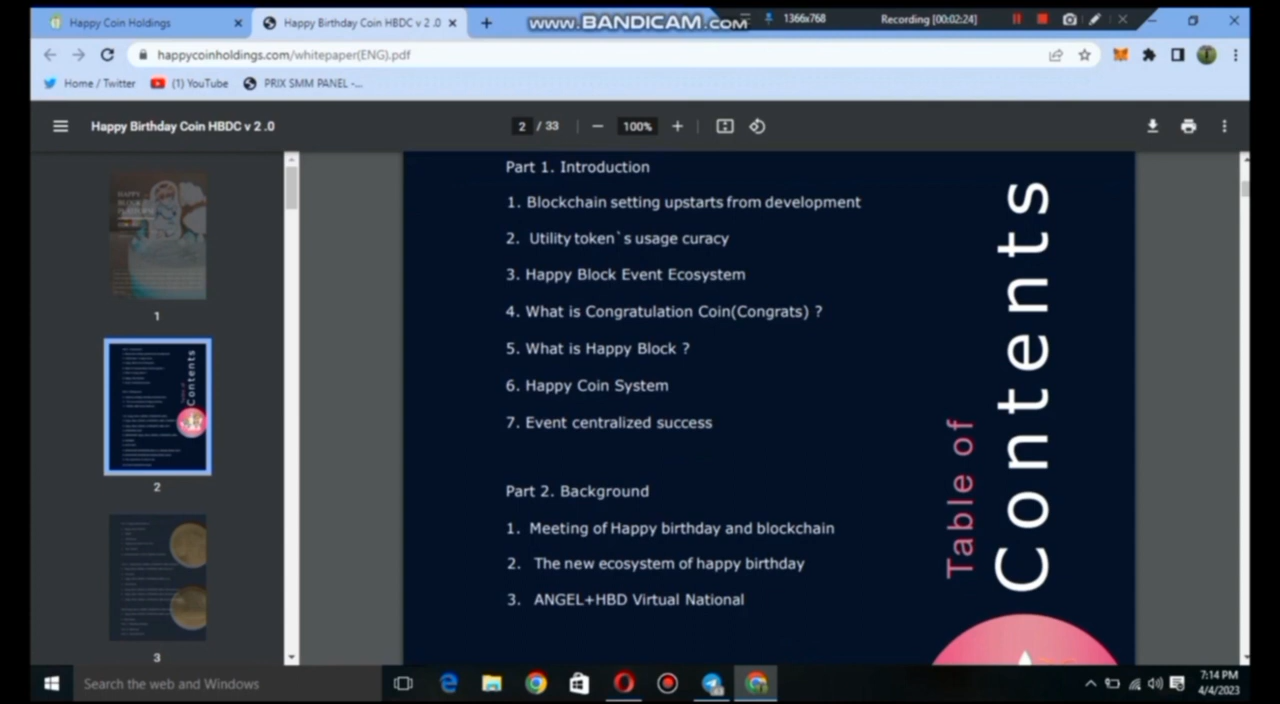 Happy Coin Holdings
Happy Birthday Coin HBDC v 2.0
www.BANDICAM.com
1366x768
Recording [00:02:24]
happycoinholdings.com/whitepaper(ENG).pdf
Home / Twitter
(1) YouTube
PRIX SMM PANEL -...
Happy Birthday Coin HBDC v 2 .0
2 / 33
100%
Part 1. Introduction
1. Blockchain setting upstarts from development
2. Utility token`s usage curacy
3. Happy Block Event Ecosystem
4. What is Congratulation Coin(Congrats) ?
5. What is Happy Block ?
6. Happy Coin System
7. Event centralized success
Part 2. Background
1. Meeting of Happy birthday and blockchain
2. The new ecosystem of happy birthday
3. ANGEL+HBD Virtual National
Table of
Contents
1
2
3
Search the web and Windows
7:14 PM
4/4/2023